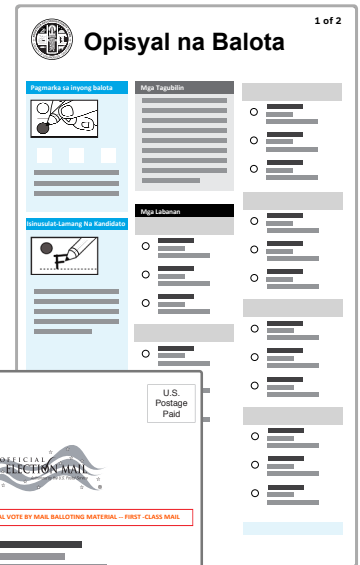 1 of 2
Opisyal na Balota
Pagmarka sa inyong balota
Mga Tagubilin
Isinusulat-Lamang Na Kandidato
Mga Labanan
F
U.S.
Postage
Paid
OFFICIAL
ELECTION MAIL
AL VOTE BY MAIL BALLOTING MATERIAL -- FIRST -CLASS MAIL